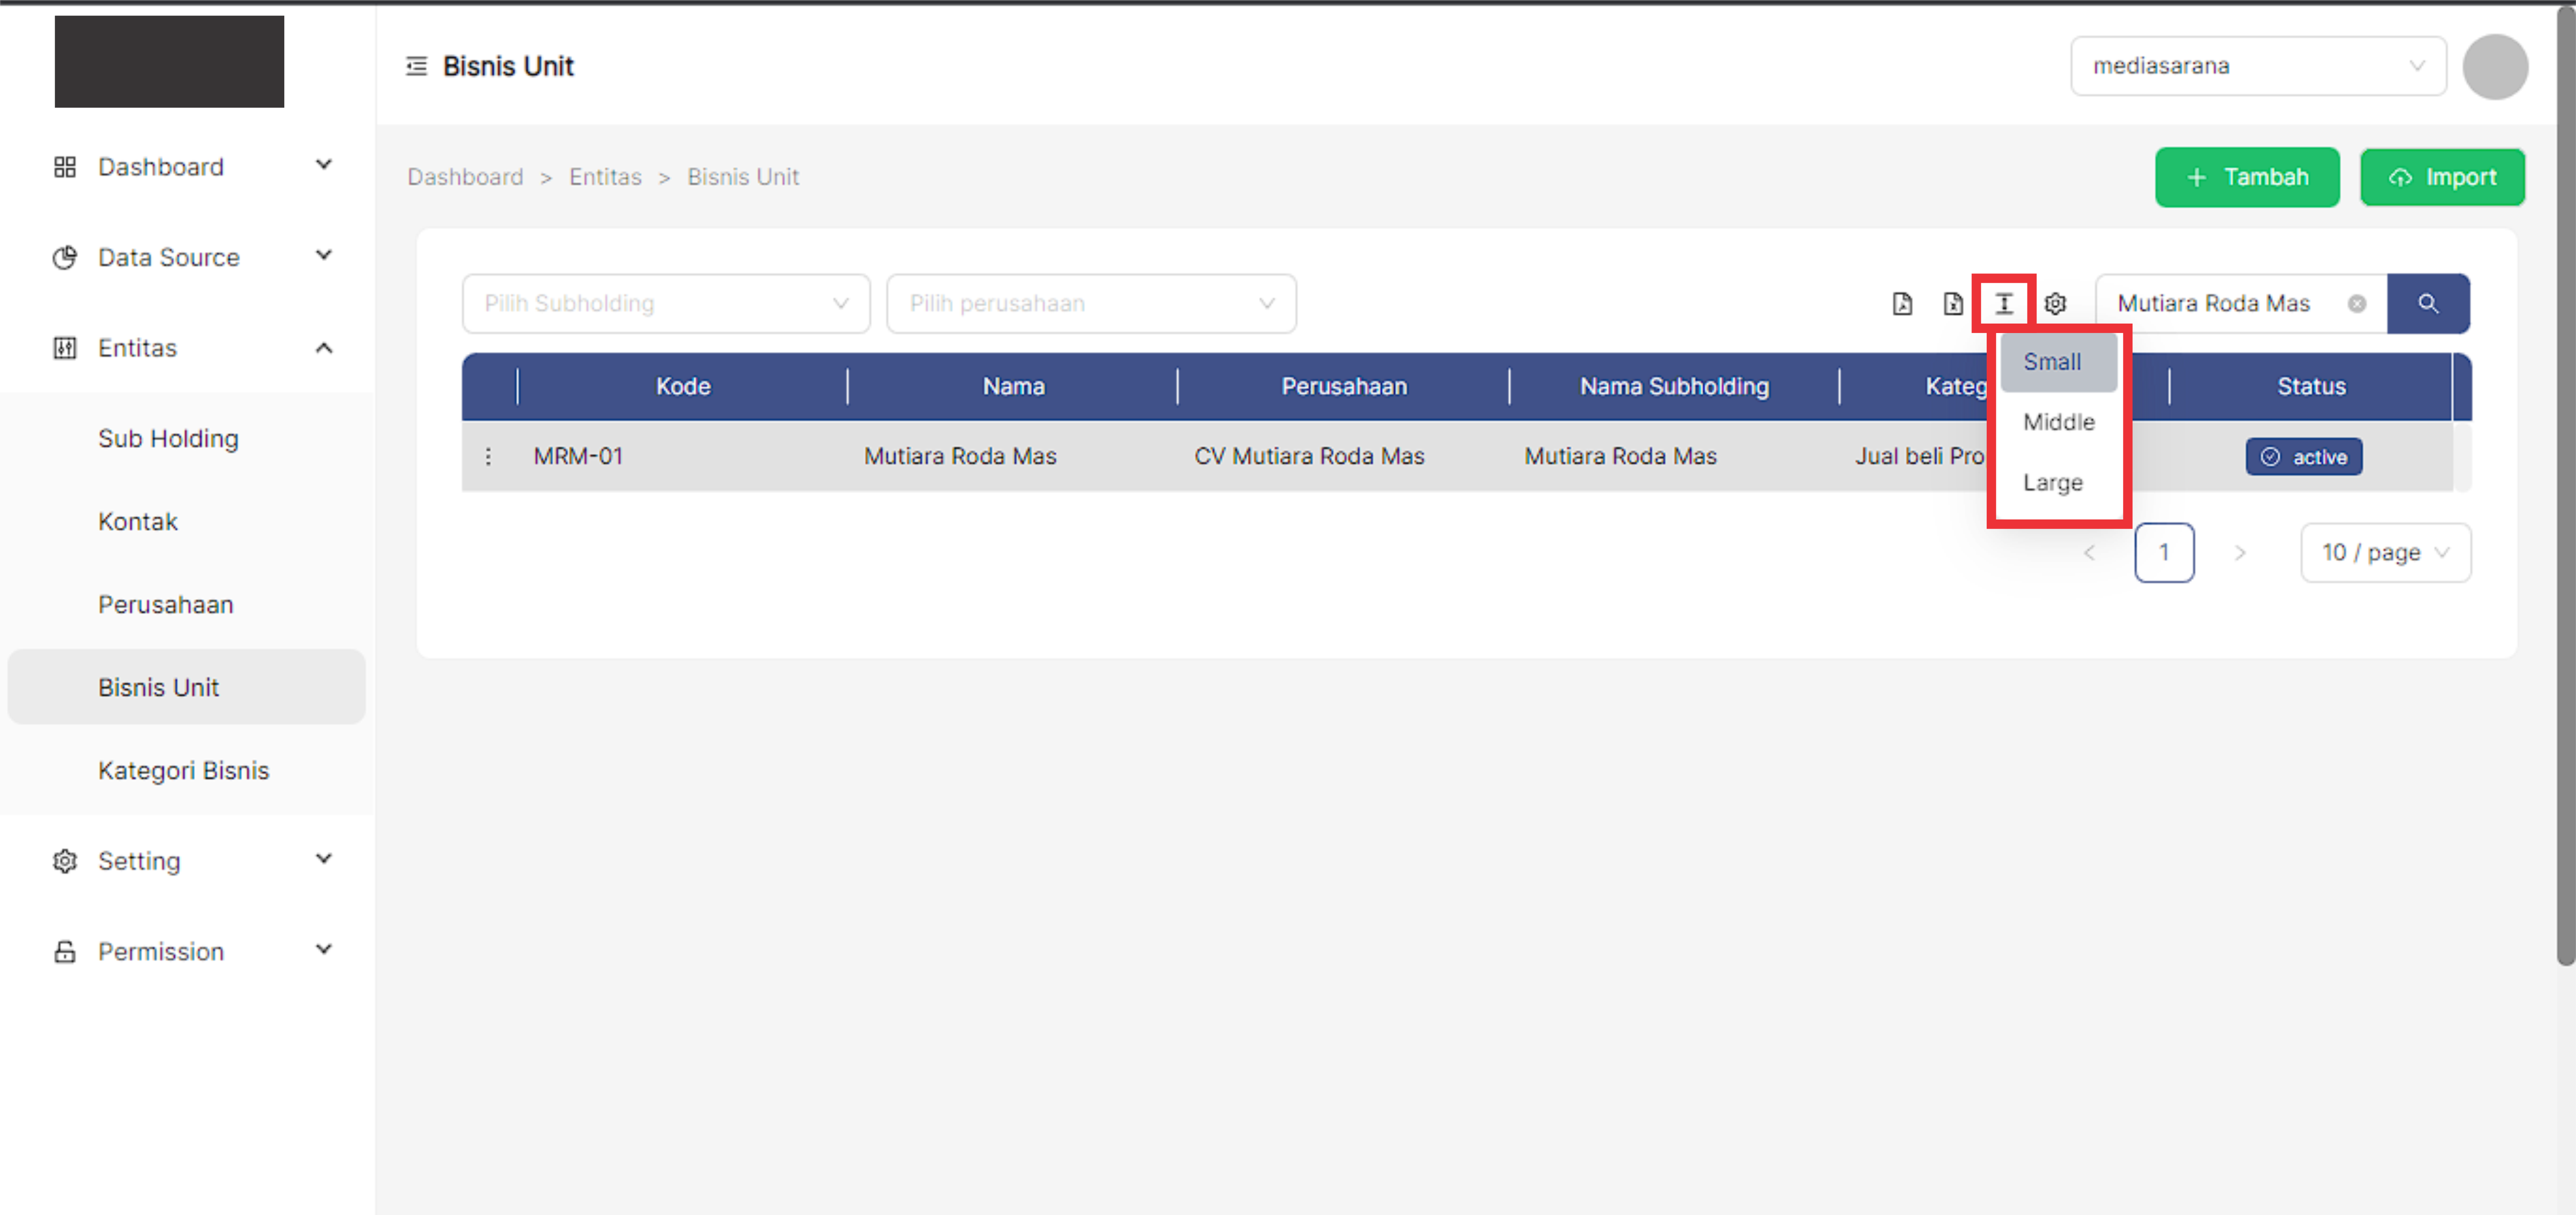 Bisnis Unit
mediasarana
Dashboard
Data Source
Entitas
Sub Holding
Kontak
Perusahaan
Bisnis Unit
Kategori Bisnis
Setting
Permission
Dashboard > Entitas > Bisnis Unit
+ Tambah
Import
Pilih Subholding
Pilih perusahaan
Mutiara Roda Mas
Small
Middle
Large
Kode Nama Perusahaan Nama Subholding Kateg Status
MRM-01 Mutiara Roda Mas CV Mutiara Roda Mas Mutiara Roda Mas Jual beli Pro active
< 1 > 10 / page